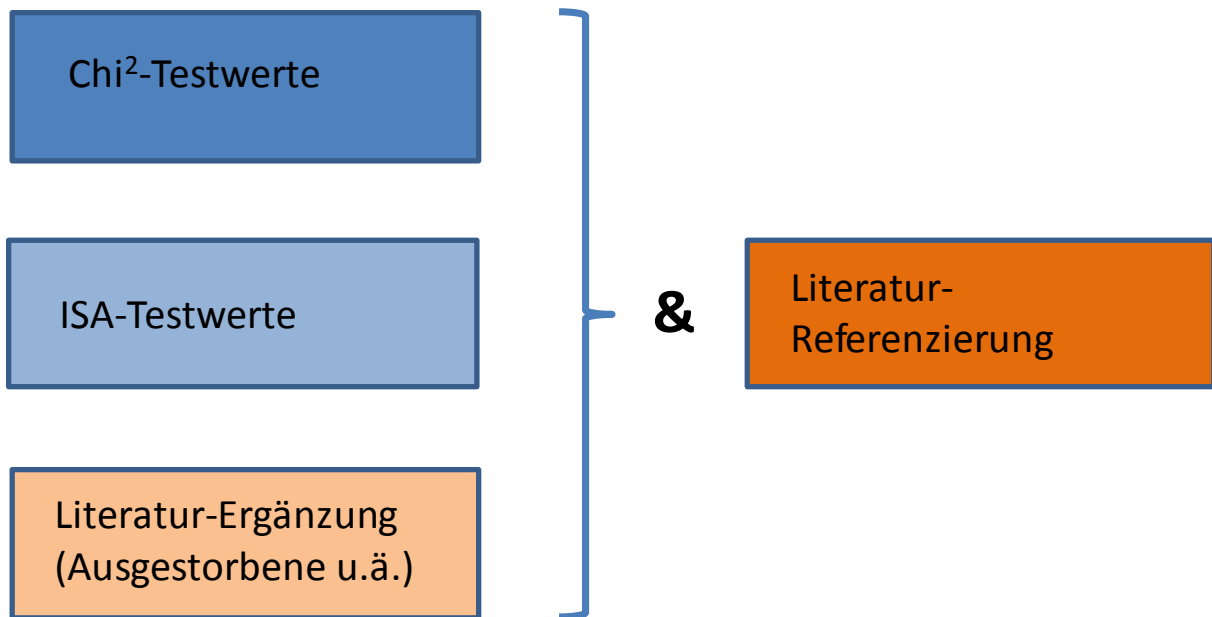 Chi²-Testwerte
ISA-Testwerte
Literatur-Ergänzung
(Ausgestorbene u.ä.)
&
Literatur-
Referenzierung